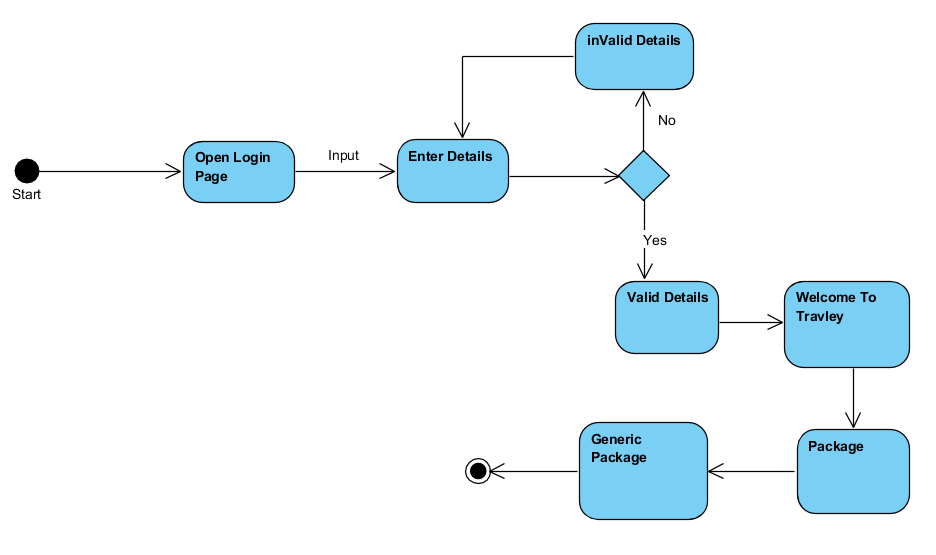 Start
Open Login
Page
Input
Enter Details
inValid Details
No
Yes
Valid Details
Welcome To
Travley
Package
Generic
Package